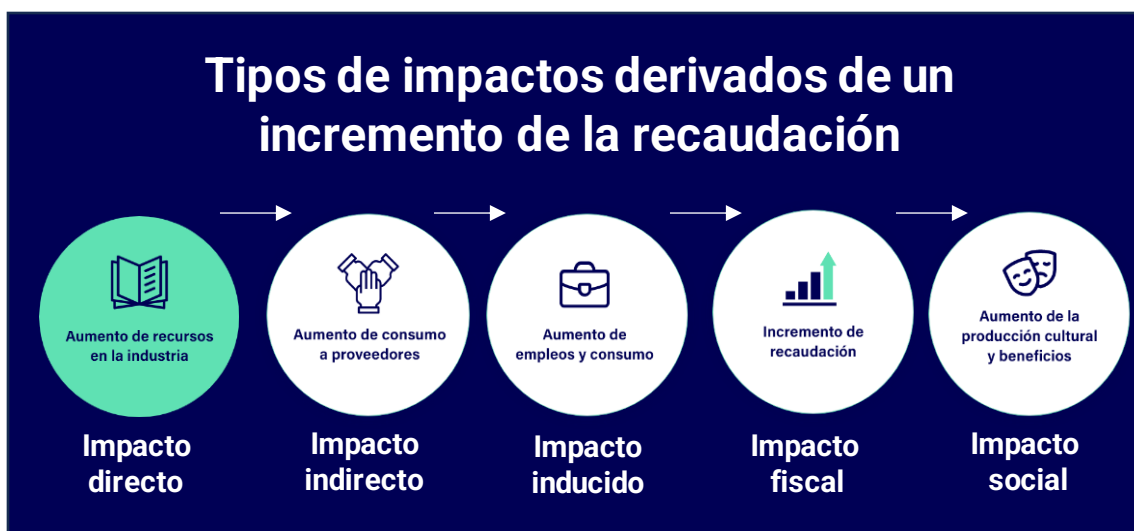 Tipos de impactos derivados de un
incremento de la recaudación
Aumento de recursos
en la industria
Aumento de consumo
a proveedores
Aumento de
empleos y consumo
Incremento de
recaudación
Aumento de la
producción cultural
y beneficios
Impacto
directo
Impacto
indirecto
Impacto
inducido
Impacto
fiscal
Impacto
social